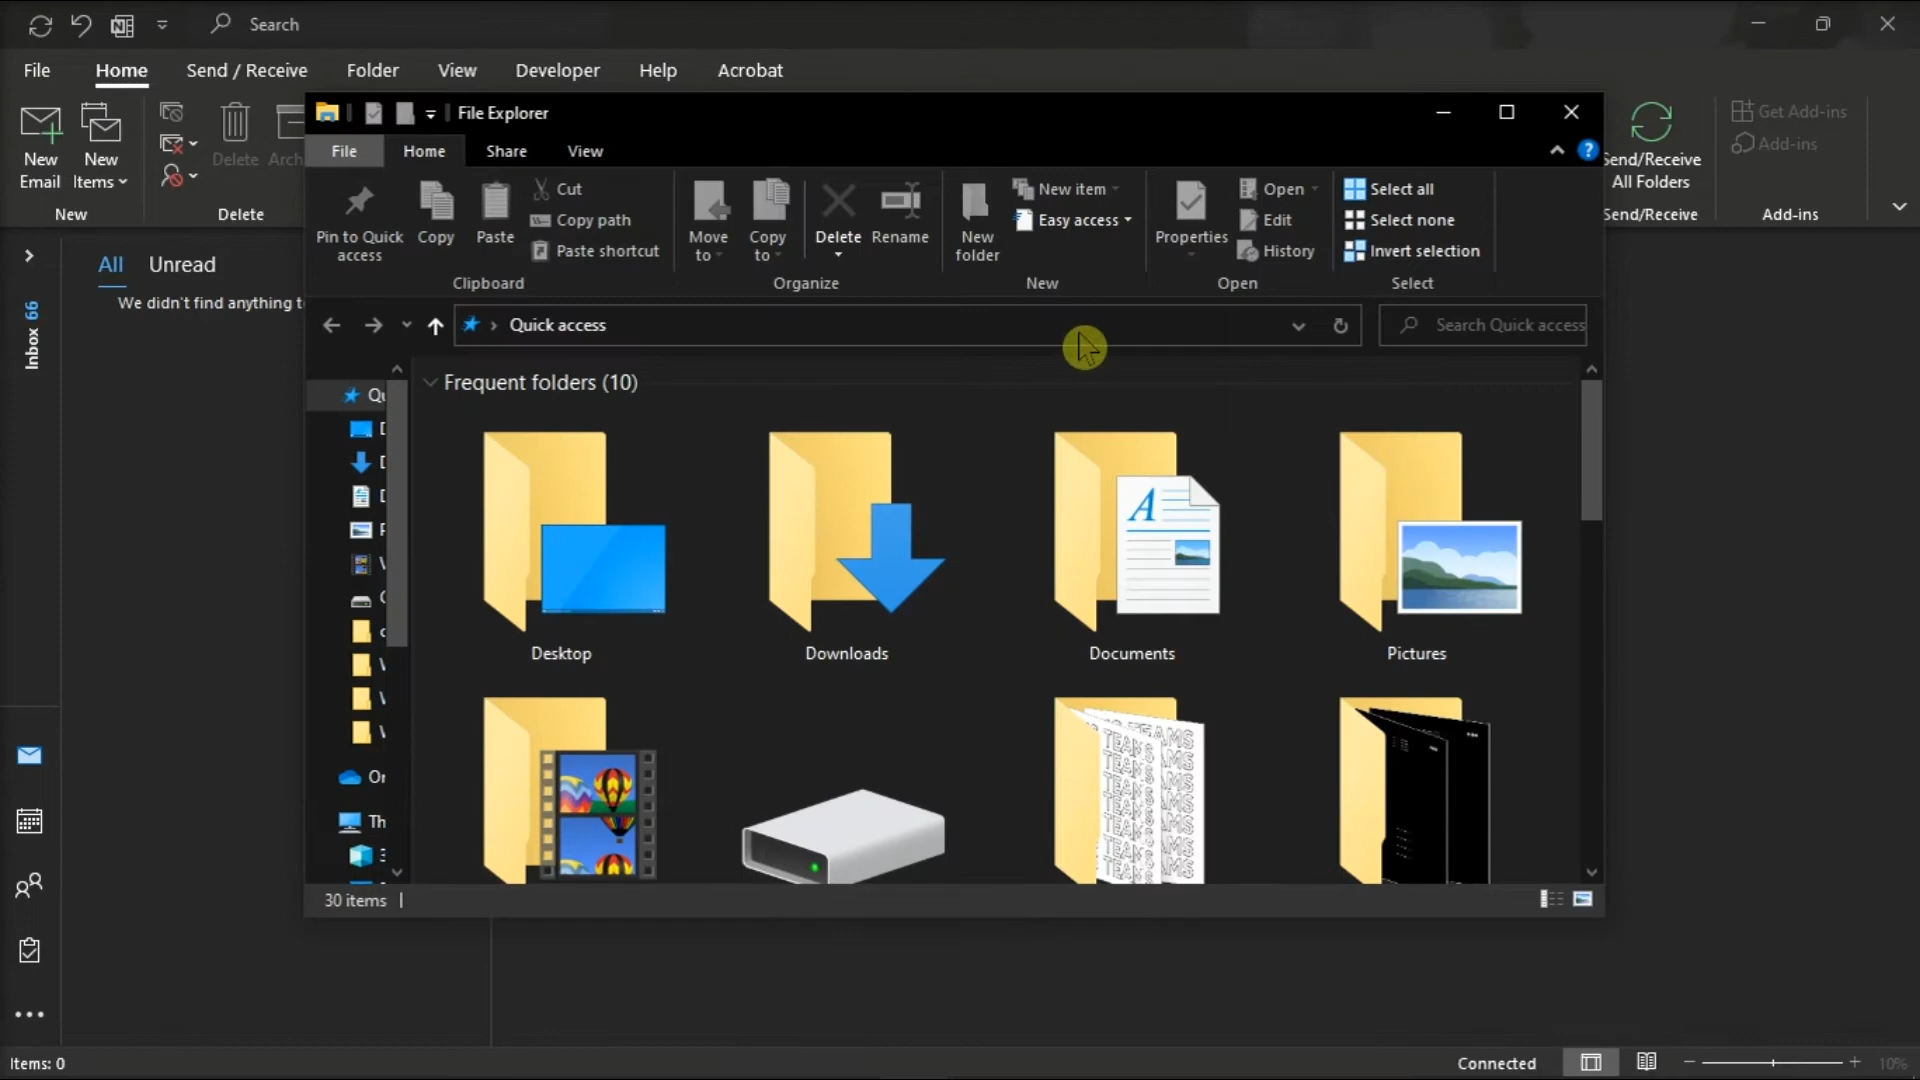 Search
File Home Send / Receive Folder View Developer Help Acrobat
New Email
New Items
Delete
New
Delete
Send/Receive All Folders
Send/Receive
Get Add-ins
Add-ins
Add-ins
File Explorer
File Home Share View
Pin to Quick access
Copy
Paste
Cut
Copy path
Paste shortcut
Clipboard
Move to
Copy to
Delete
Rename
Organize
New folder
New item
Easy access
New
Properties
Open
Edit
History
Open
Select all
Select none
Invert selection
Select
Quick access
Search Quick access
All Unread
We didn't find anything
Inbox 66
Frequent folders (10)
Desktop
Downloads
Documents
Pictures
30 items
Items: 0
Connected
10%